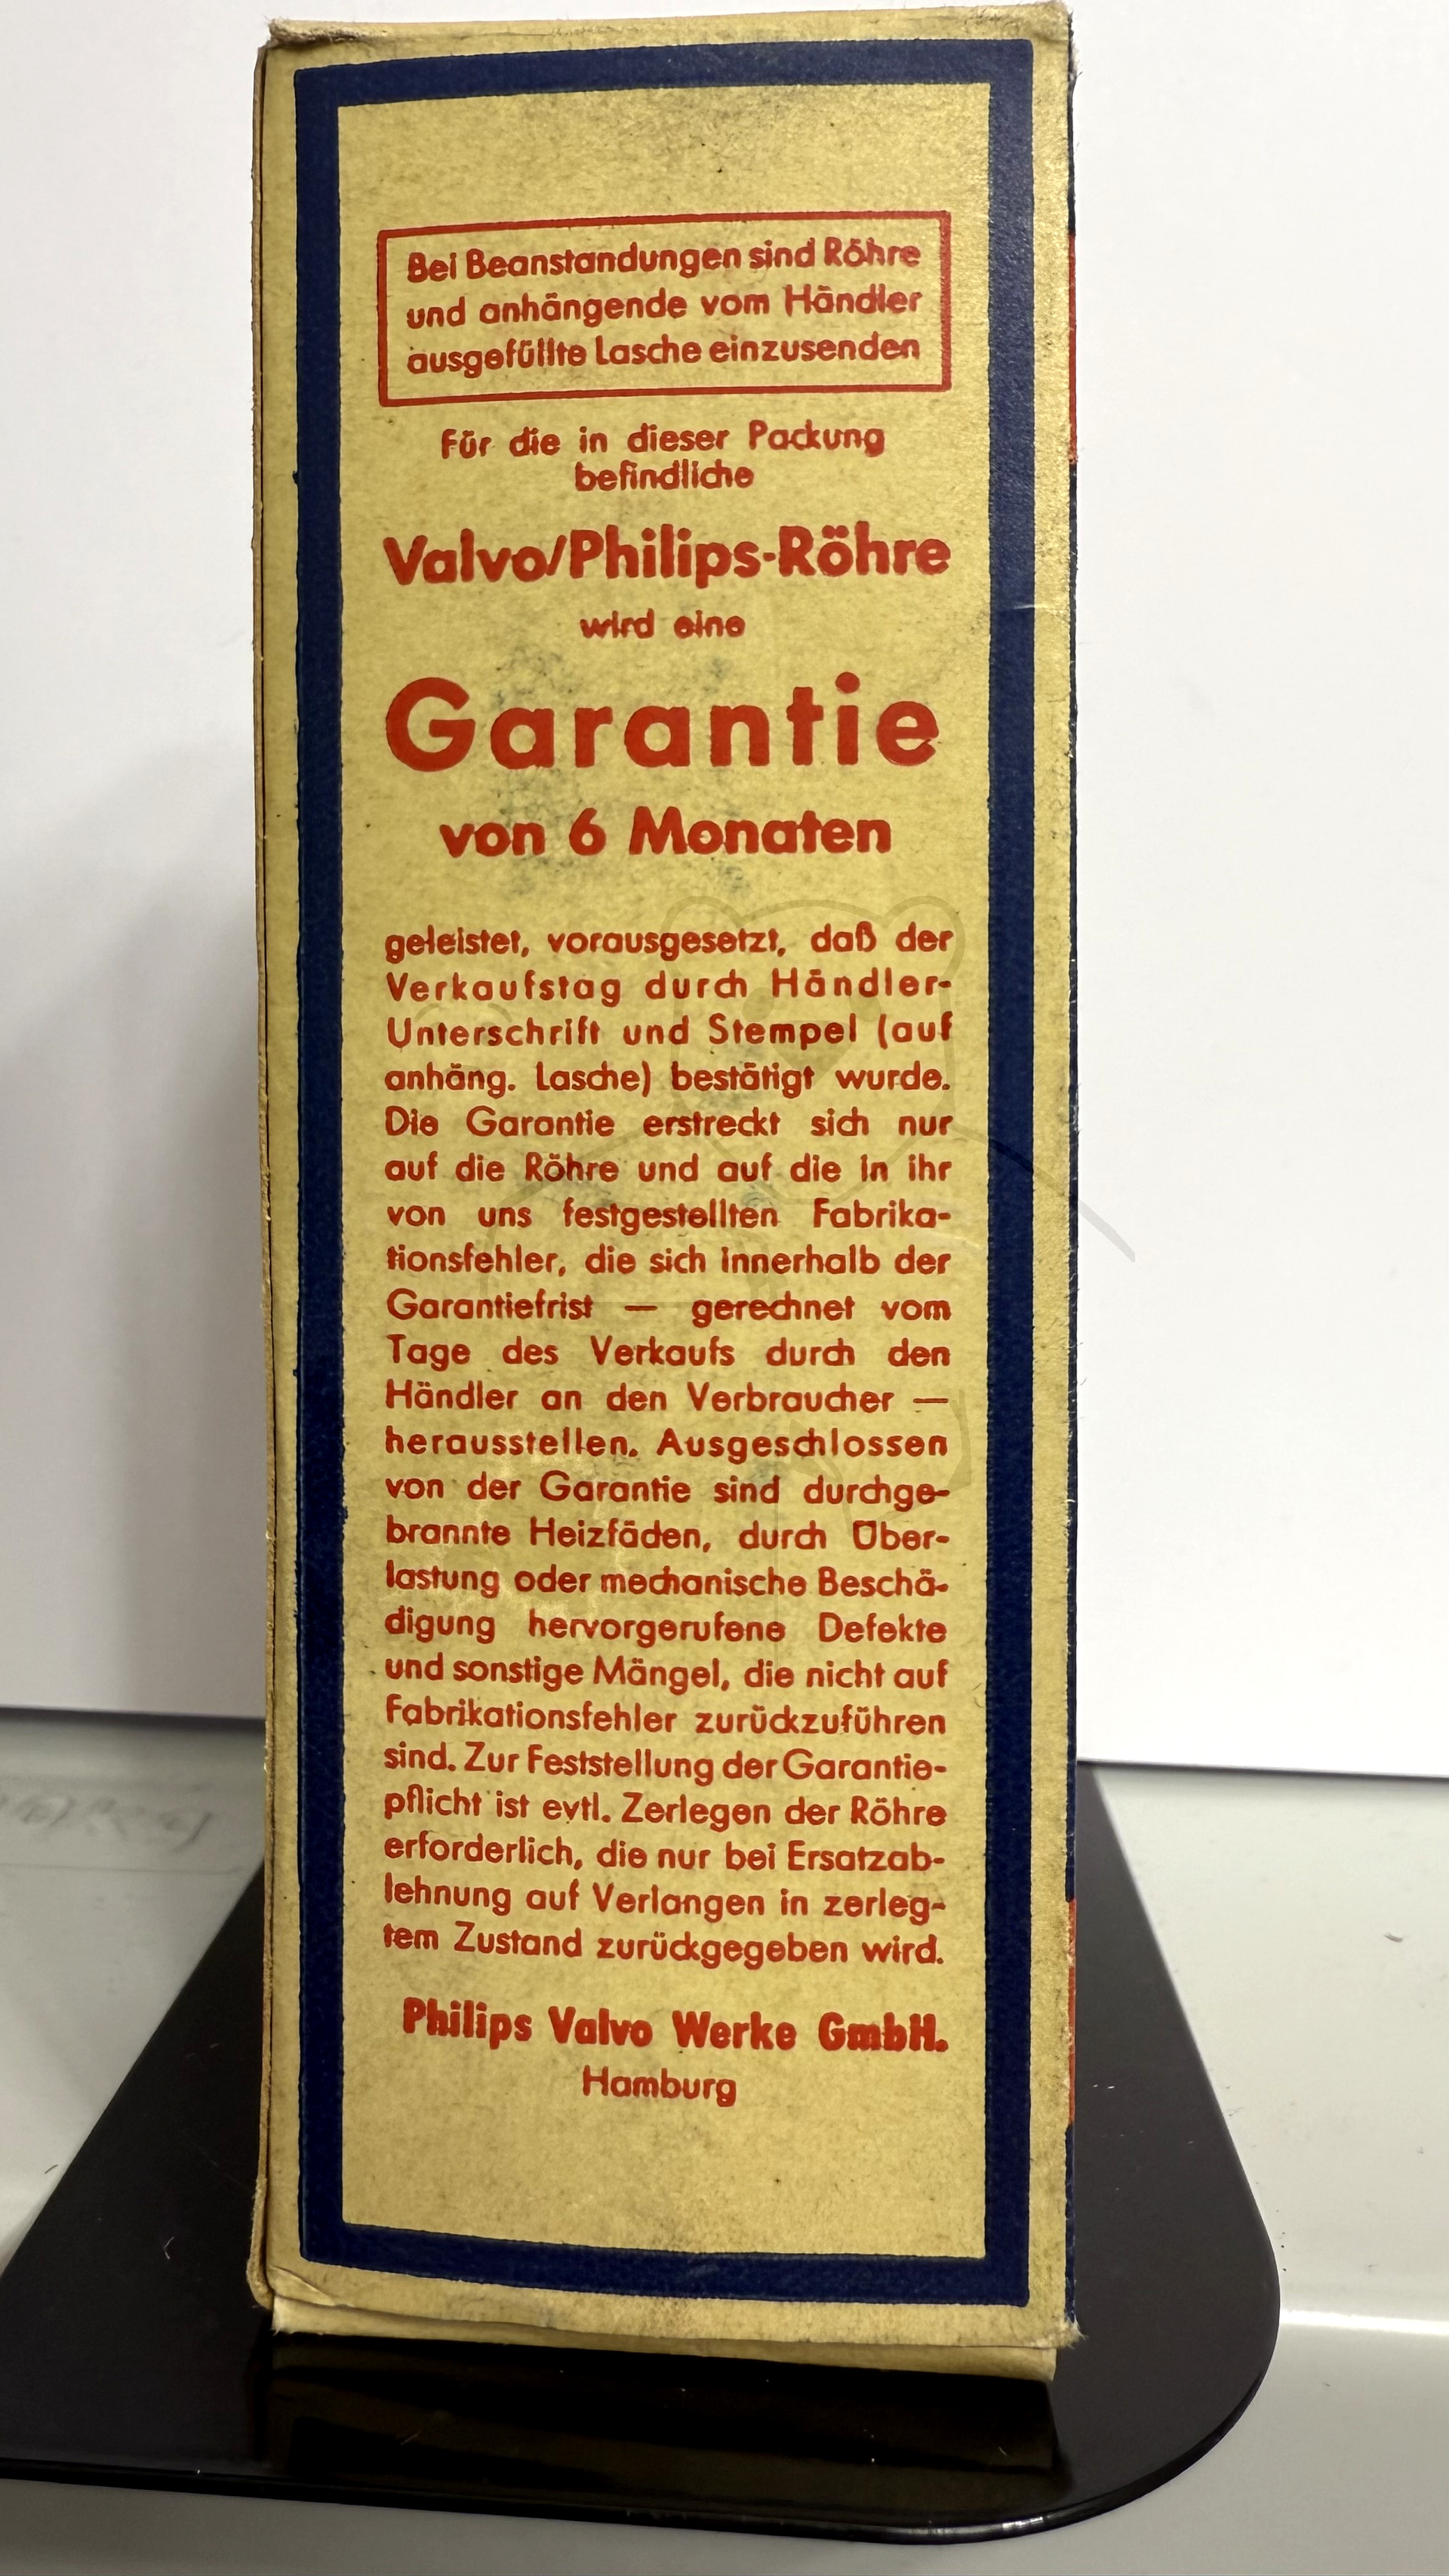 Bei Beanstandungen sind Röhre
und anhängende vom Händler
ausgefüllte Lasche einzusenden
Für die in dieser Packung
befindliche
Valvo/Philips-Röhre
wird eine
Garantie
von 6 Monaten
geleistet, vorausgesetzt, daß der
Verkaufstag durch Händler-
Unterschrift und Stempel (auf
anhäng. Lasche) bestätigt wurde.
Die Garantie erstreckt sich nur
auf die Röhre und auf die in ihr
von uns festgestellten Fabrika-
tionsfehler, die sich innerhalb der
Garantiefrist — gerechnet vom
Tage des Verkaufs durch den
Händler an den Verbraucher —
herausstellen. Ausgeschlossen
von der Garantie sind durchge-
brannte Heizfäden, durch Über-
lastung oder mechanische Beschä-
digung hervorgerufene Defekte
und sonstige Mängel, die nicht auf
Fabrikationsfehler zurückzuführen
sind. Zur Feststellung der Garantie-
pflicht ist evtl. Zerlegen der Röhre
erforderlich, die nur bei Ersatzab-
lehnung auf Verlangen in zerleg-
tem Zustand zurückgegeben wird.
Philips Valvo Werke GmbH.
Hamburg